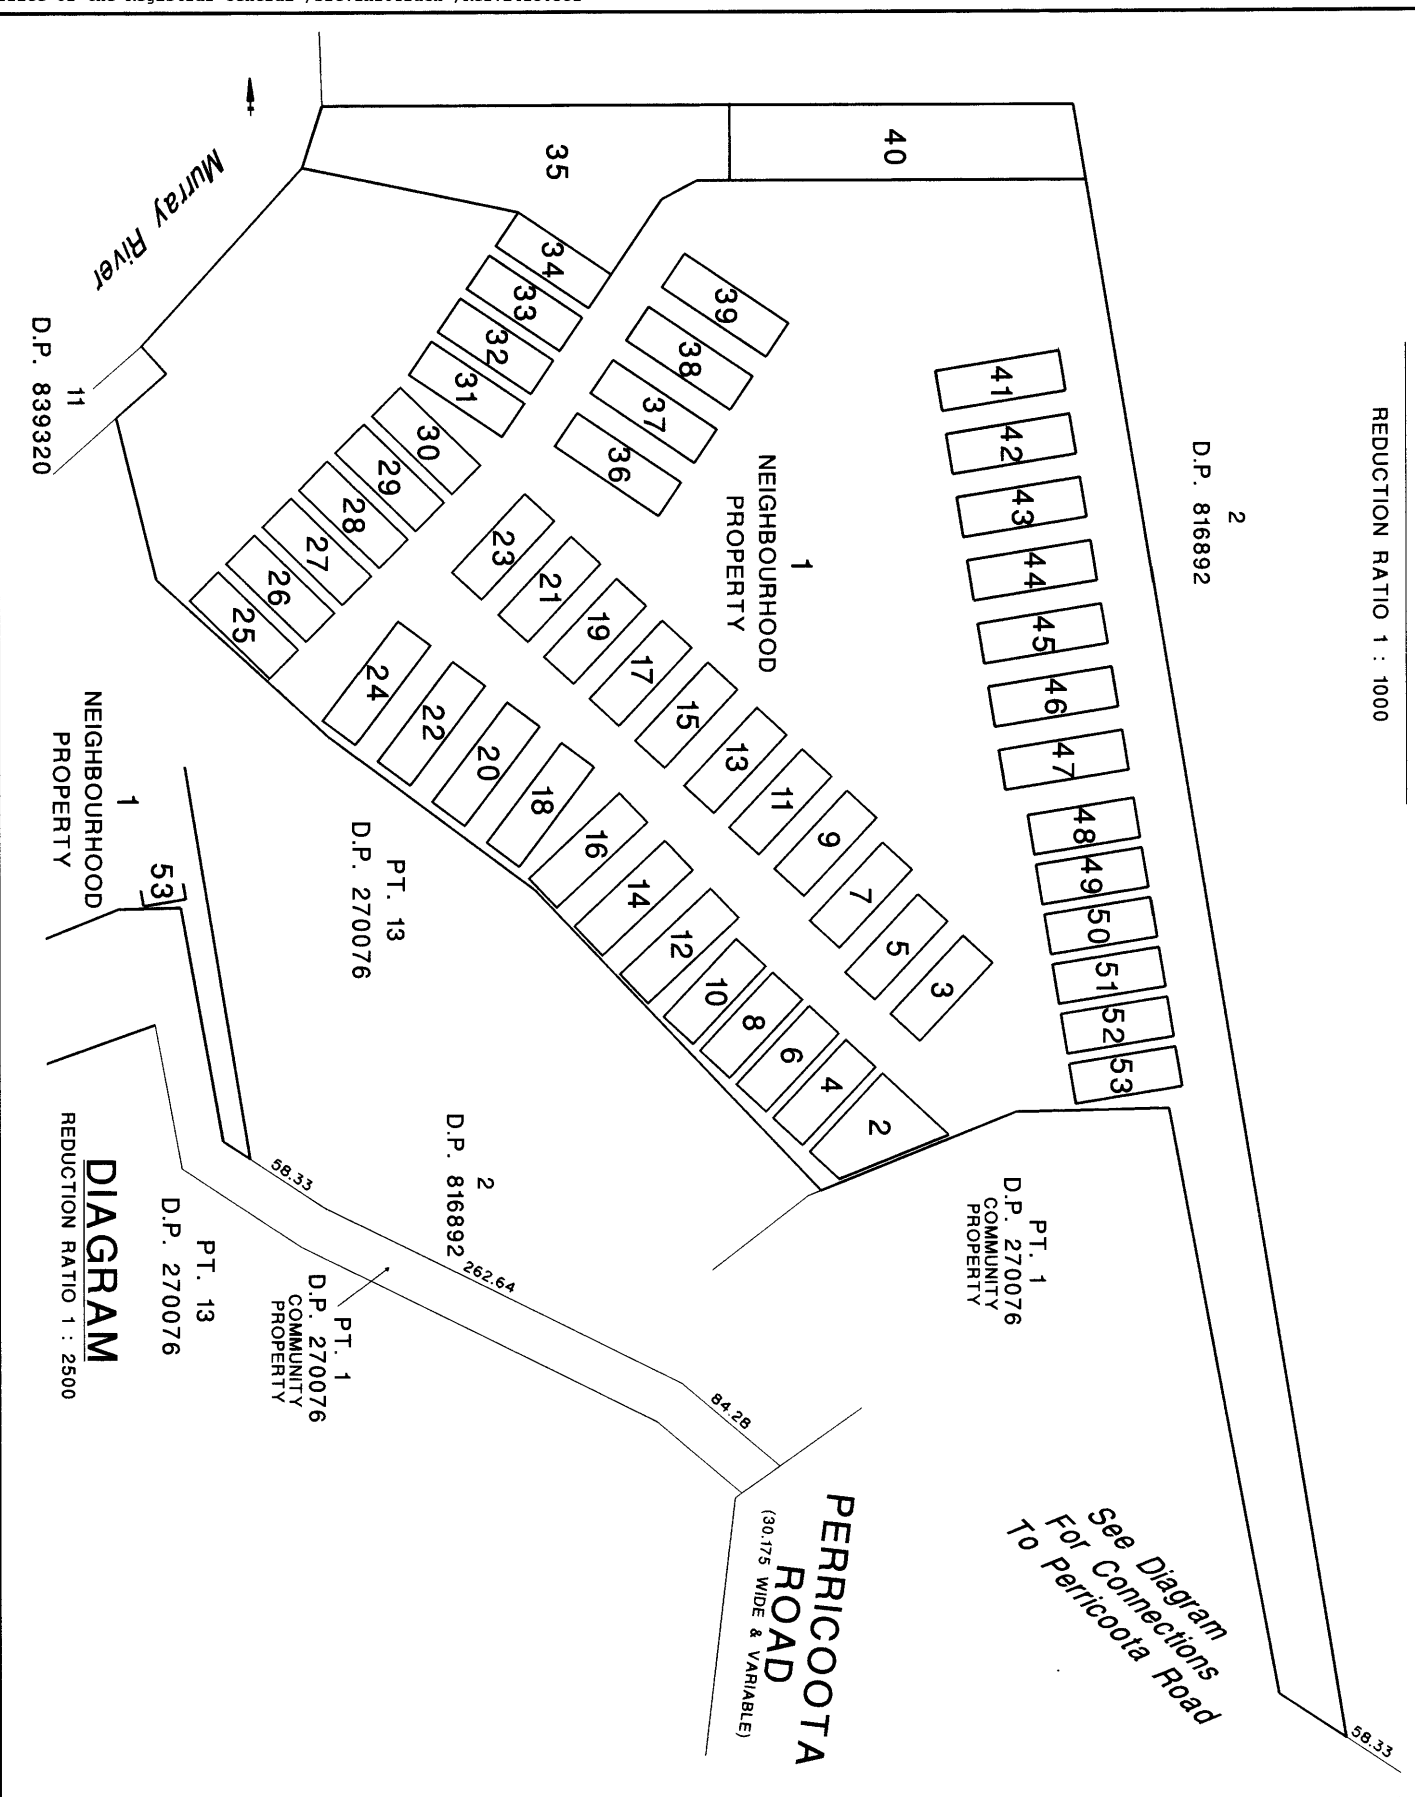 REDUCTION RATIO 1 : 1000
2
D.P. 816892
40
35
Murray River
11
D.P. 839320
34
33
32
31
30
29
28
27
26
25
39
38
37
36
1
NEIGHBOURHOOD
PROPERTY
41
42
43
44
45
46
47
48
49
50
51
52
53
23
21
19
17
15
13
11
9
7
5
3
24
22
20
18
16
14
12
10
8
6
4
2
PT. 13
D.P. 270076
PT. 1
D.P. 270076
COMMUNITY
PROPERTY
See Diagram
For Connections
To Perricoota Road
58.33
1
NEIGHBOURHOOD
PROPERTY
53
2
D.P. 816892
58.33
262.64
84.28
PT. 1
D.P. 270076
COMMUNITY
PROPERTY
PT. 13
D.P. 270076
PERRICOOTA
ROAD
(30.175 WIDE & VARIABLE)
DIAGRAM
REDUCTION RATIO 1 : 2500